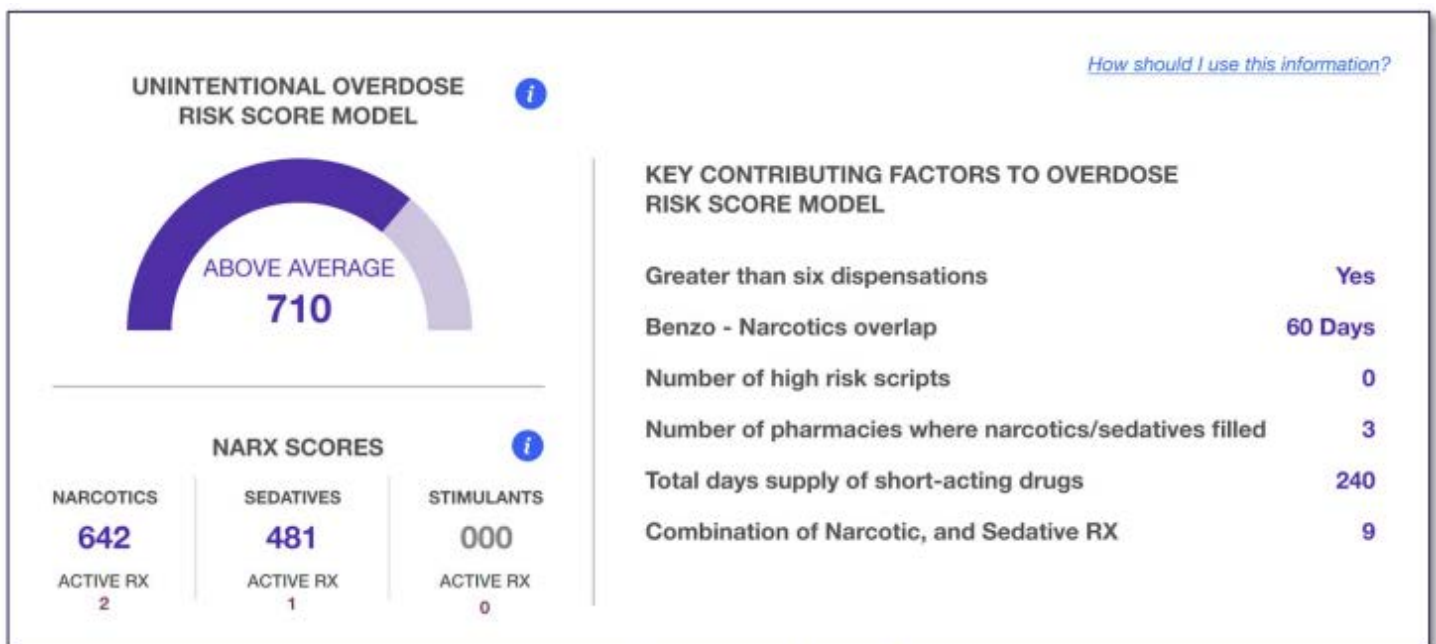 How should I use this information?
UNINTENTIONAL OVERDOSE
RISK SCORE MODEL
i
ABOVE AVERAGE
710
NARX SCORES
i
NARCOTICS
642
ACTIVE RX
2
SEDATIVES
481
ACTIVE RX
1
STIMULANTS
000
ACTIVE RX
0
KEY CONTRIBUTING FACTORS TO OVERDOSE
RISK SCORE MODEL
Greater than six dispensations Yes
Benzo - Narcotics overlap 60 Days
Number of high risk scripts 0
Number of pharmacies where narcotics/sedatives filled 3
Total days supply of short-acting drugs 240
Combination of Narcotic, and Sedative RX 9